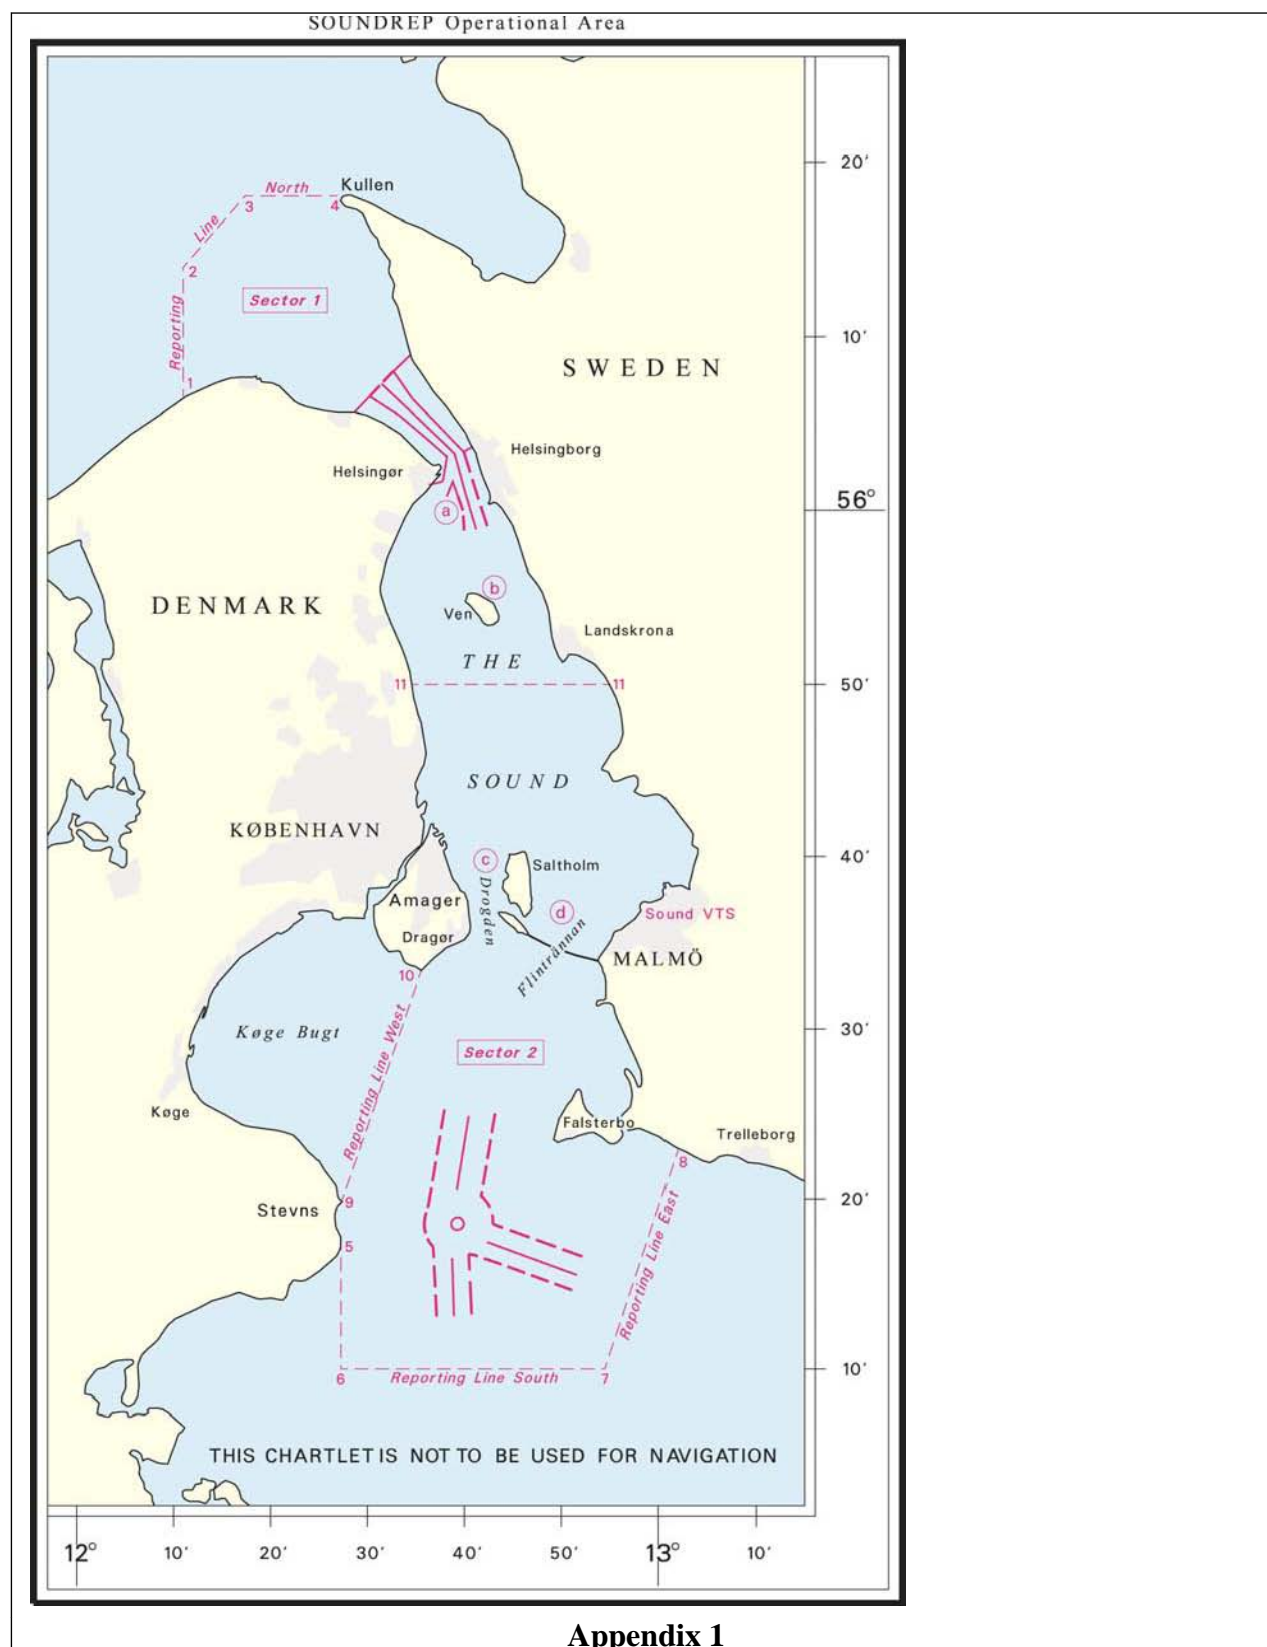 SOUNDREP Operational Area
20'
Kullen
North
3
4
Line
2
Sector 1
Reporting
10'
1
SWEDEN
Helsingborg
Helsingør
56°
a
b
DENMARK
Ven
Landskrona
THE
11
11
50'
SOUND
KØBENHAVN
40'
c
Saltholm
Drogden
Amager
d
Sound VTS
Dragør
Flintrännan
MALMÖ
10
Køge Bugt
30'
Reporting Line West
Sector 2
Køge
Falsterbo
Trelleborg
8
9
20'
Stevns
5
Reporting Line East
10'
6
Reporting Line South
7
THIS CHARTLET IS NOT TO BE USED FOR NAVIGATION
12°
10'
20'
30'
40'
50'
13°
10'
Appendix 1